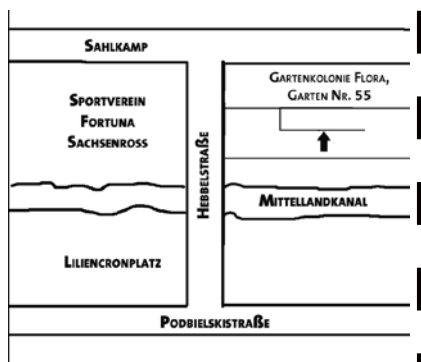 SAHLKAMP
GARTENKOLONIE FLORA,
GARTEN NR. 55
SPORTVEREIN
FORTUNA
SACHSENROSS
HEBBELSTRAßE
MITTELLANDKANAL
LILIENCRONPLATZ
PODBIELSKISTRAßE